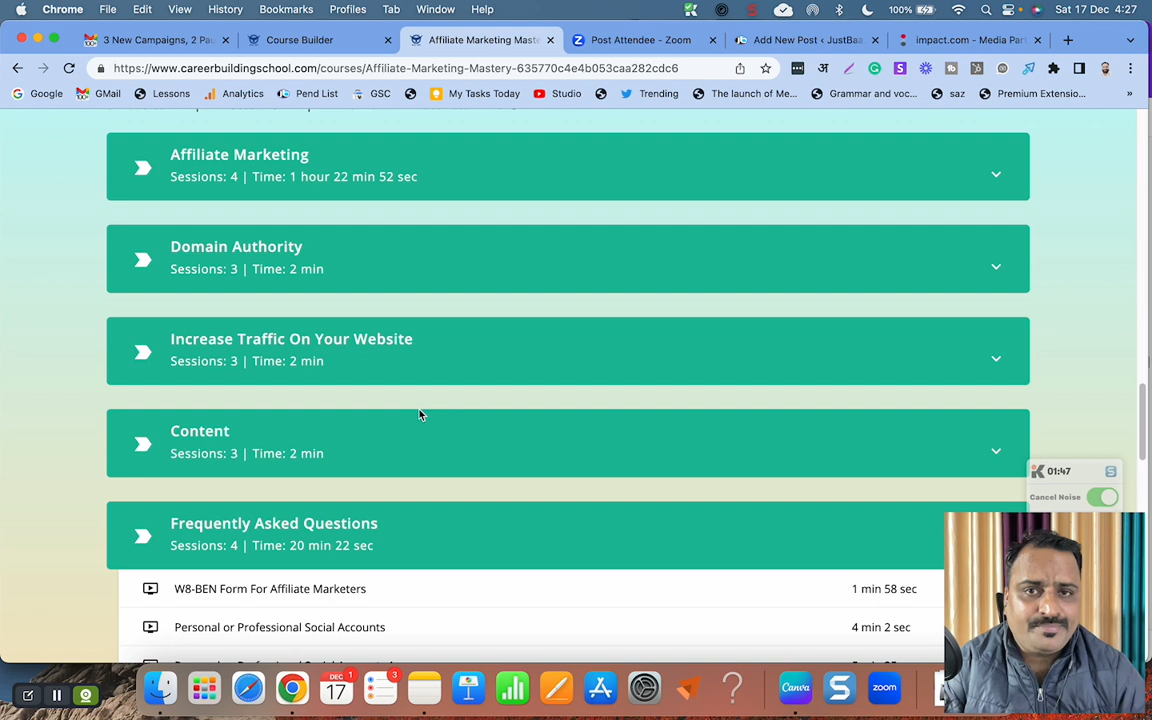 Chrome File Edit View History Bookmarks Profiles Tab Window Help 100% Sat 17 Dec 4:27
3 New Campaigns, 2 Pau Course Builder Affiliate Marketing Maste Post Attendee - Zoom Add New Post ‹ JustBaa impact.com - Media Par
https://www.careerbuildingschool.com/courses/Affiliate-Marketing-Mastery-635770c4e4b053caa282cdc6
Google GMail Lessons Analytics Pend List GSC My Tasks Today Studio Trending The launch of Me... Grammar and voc... saz Premium Extensio... »
Affiliate Marketing
Sessions: 4 | Time: 1 hour 22 min 52 sec
Domain Authority
Sessions: 3 | Time: 2 min
Increase Traffic On Your Website
Sessions: 3 | Time: 2 min
Content
Sessions: 3 | Time: 2 min
01:47
Cancel Noise
Frequently Asked Questions
Sessions: 4 | Time: 20 min 22 sec
W8-BEN Form For Affiliate Marketers 1 min 58 sec
Personal or Professional Social Accounts 4 min 2 sec
DEC 1
17
3
Canva
S
zoom